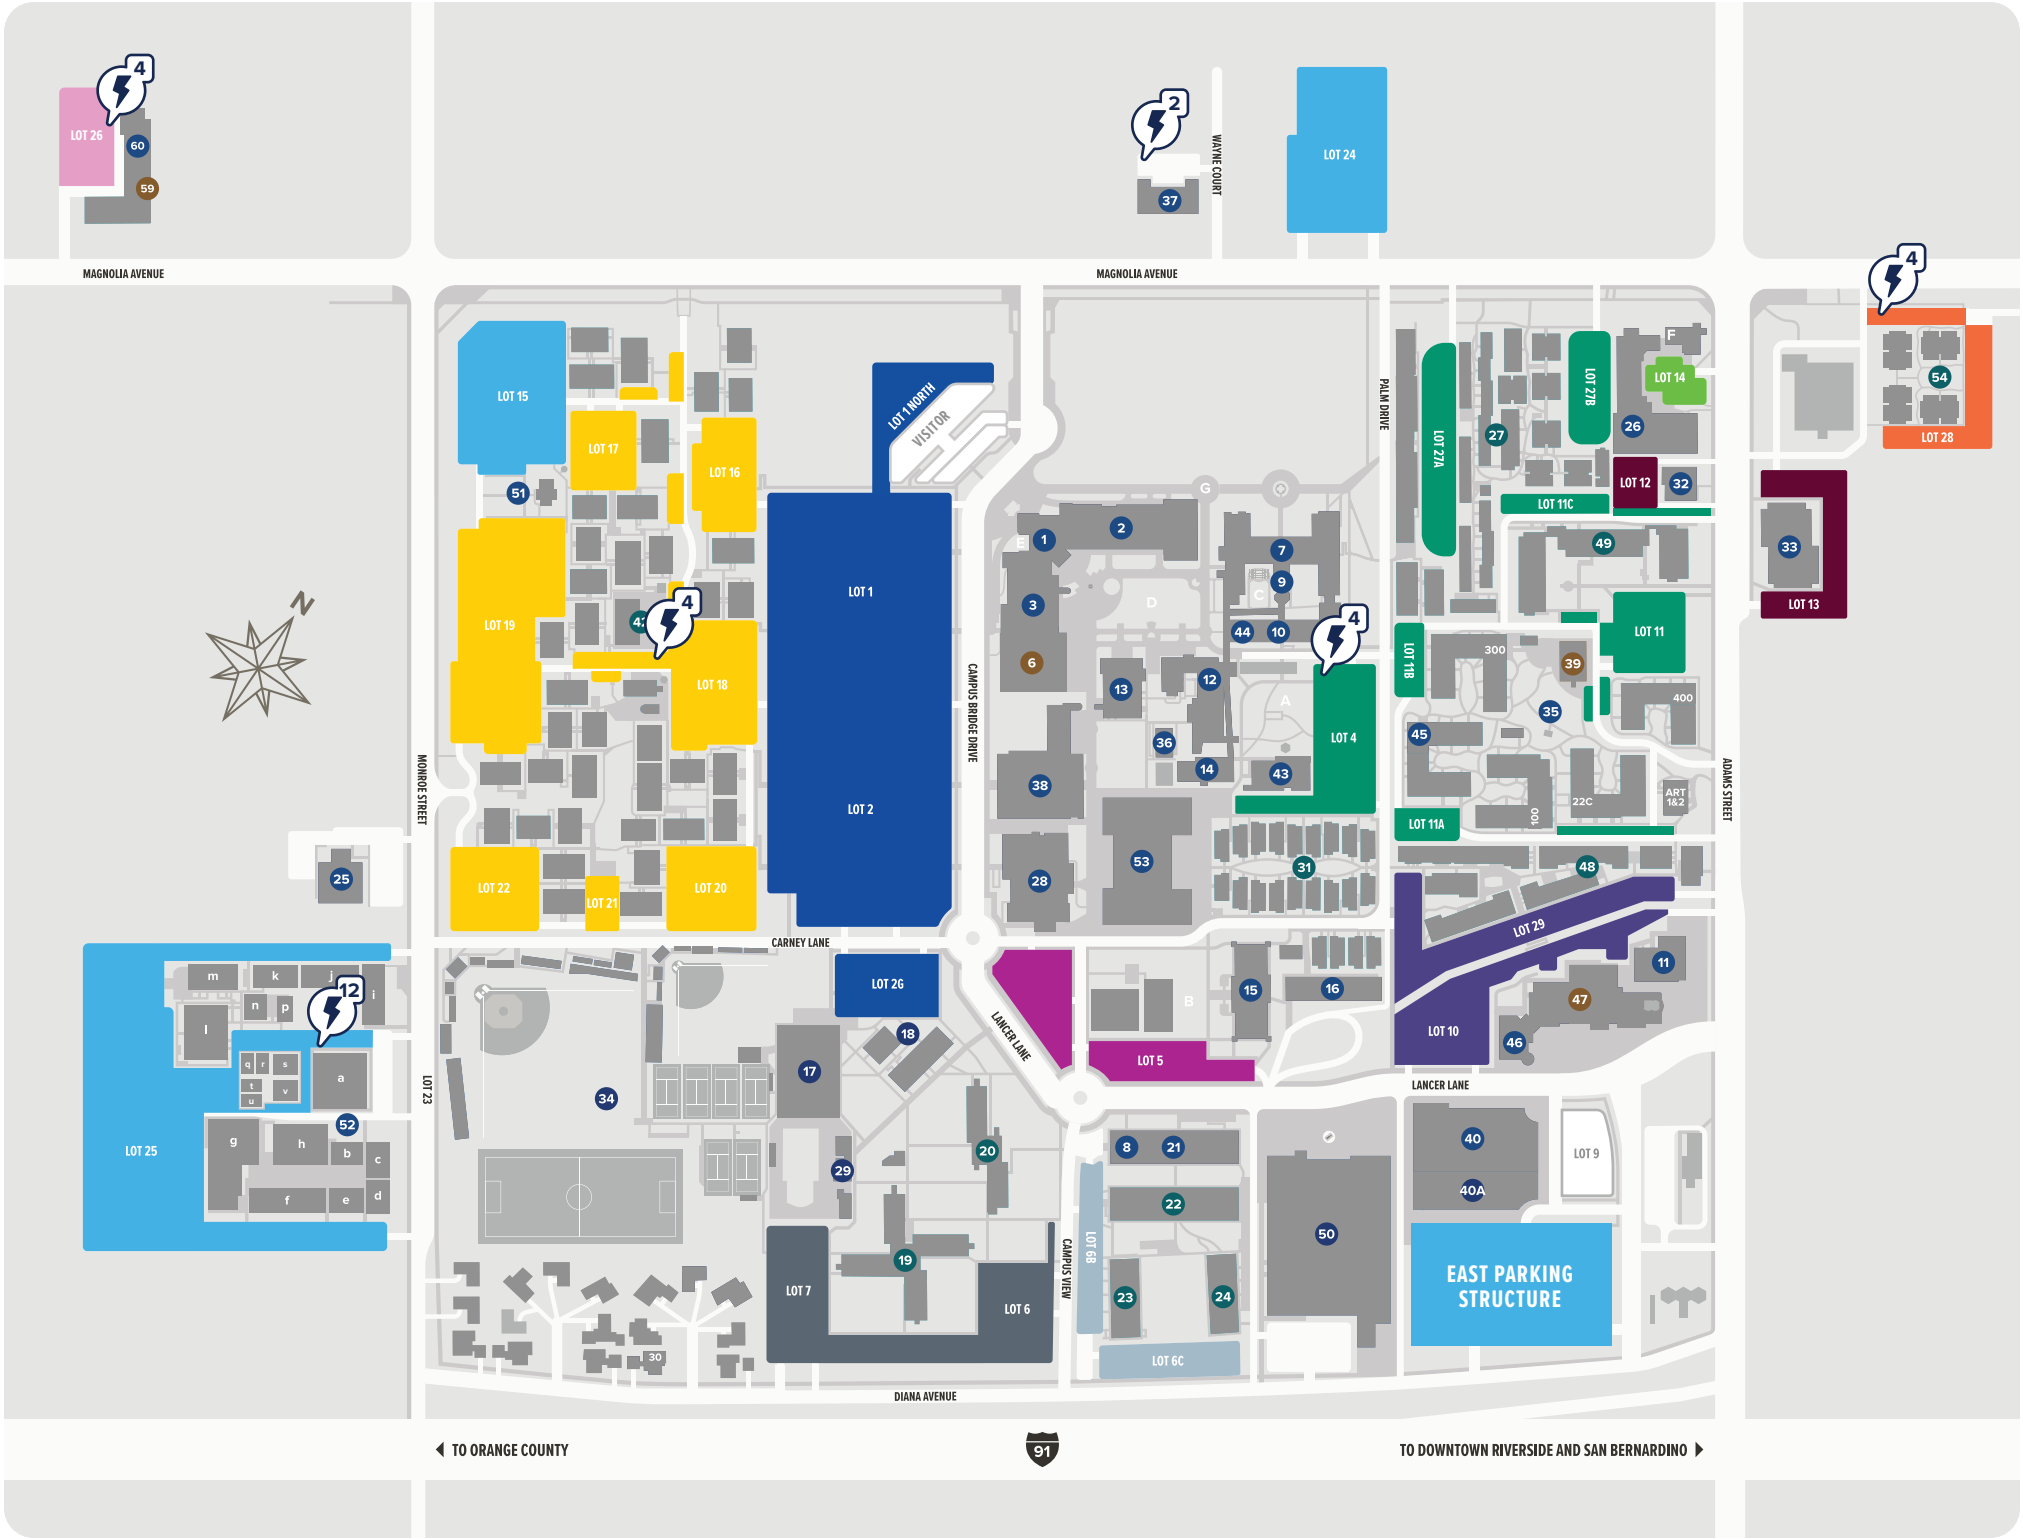 4
LOT 26
60
59
2
37
WAYNE COURT
LOT 24
MAGNOLIA AVENUE
MAGNOLIA AVENUE
4
LOT 28
54
LOT 15
LOT 17
LOT 16
51
LOT 19
42
4
LOT 18
LOT 22
LOT 21
LOT 20
LOT 1 NORTH
VISITOR
LOT 1
LOT 2
CAMPUS BRIDGE DRIVE
G
1
2
E
3
6
D
7
9
C
44
10
4
13
12
A
36
14
43
LOT 4
38
53
28
31
PALM DRIVE
LOT 27A
27
LOT 27B
F
LOT 14
26
LOT 12
32
LOT 11C
49
33
LOT 13
LOT 11B
300
39
LOT 11
35
400
45
22C
100
ART
1&2
LOT 11A
48
ADAMS STREET
N
MONROE STREET
25
CARNEY LANE
LOT 2G
LOT 29
11
47
46
LOT 10
15
16
B
LOT 5
LANCER LANE
LANCER LANE
m
k
j
i
12
n
p
l
q
r
s
t
v
u
a
52
LOT 25
g
h
b
c
f
e
d
LOT 23
34
17
18
29
20
19
LOT 7
LOT 6
30
8
21
22
23
24
LOT 6B
LOT 6C
CAMPUS VIEW
50
40
40A
LOT 9
EAST PARKING
STRUCTURE
DIANA AVENUE
TO ORANGE COUNTY
91
TO DOWNTOWN RIVERSIDE AND SAN BERNARDINO